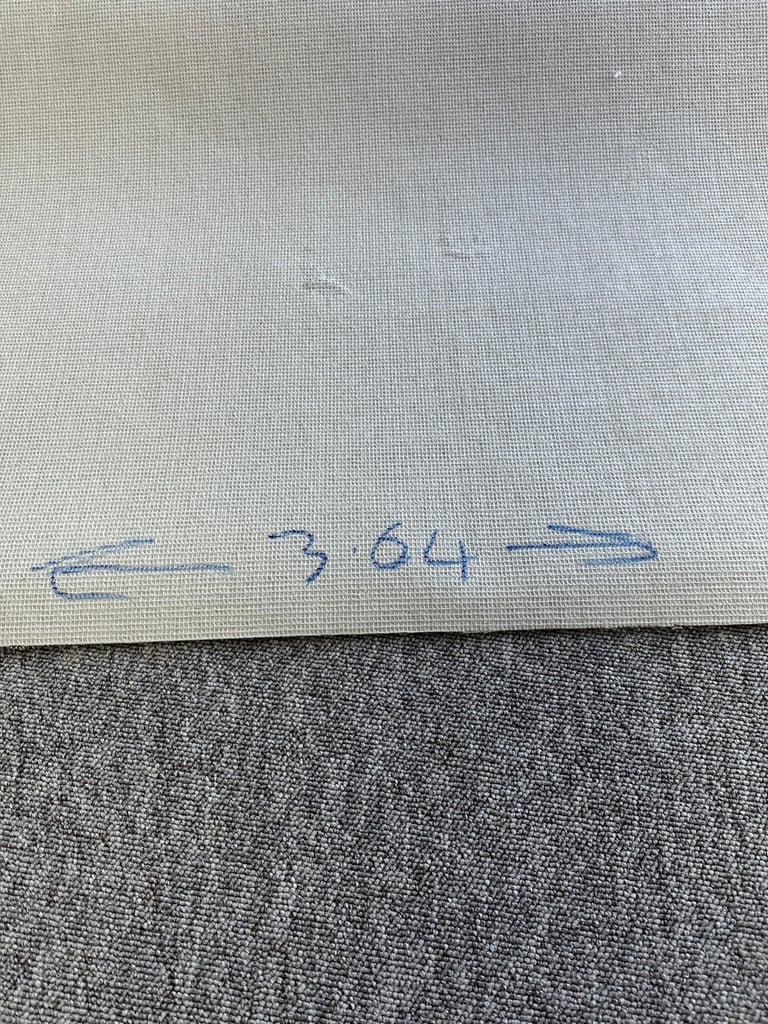 ← 3.64 →